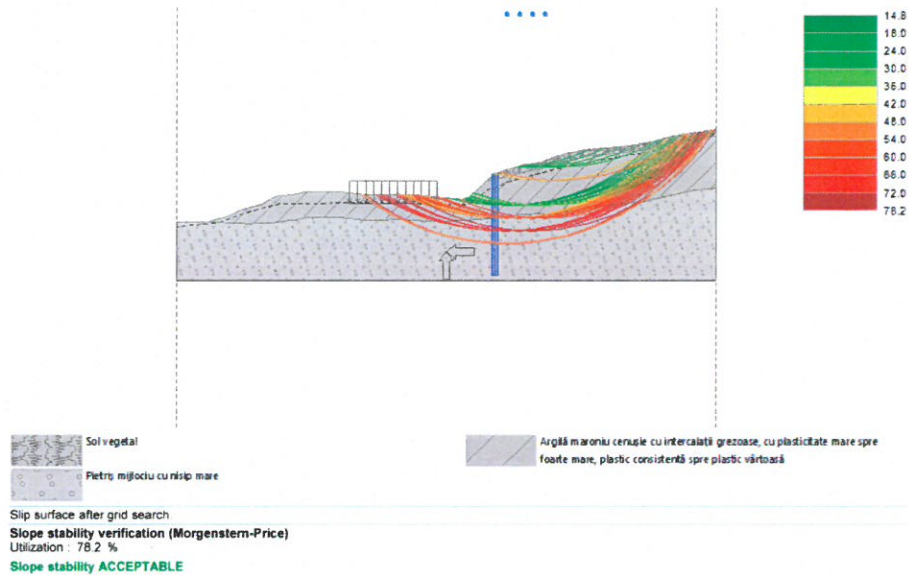 14.8
18.0
24.0
30.0
36.0
42.0
48.0
54.0
60.0
66.0
72.0
78.2
Sol vegetal
Pietriș mijlociu cu nisip mare
Argilă maroniu cenușie cu intercalații grezoase, cu plasticitate mare spre
foarte mare, plastic consistentă spre plastic vârtoasă
Slip surface after grid search
Slope stability verification (Morgenstern-Price)
Utilization : 78.2 %
Slope stability ACCEPTABLE